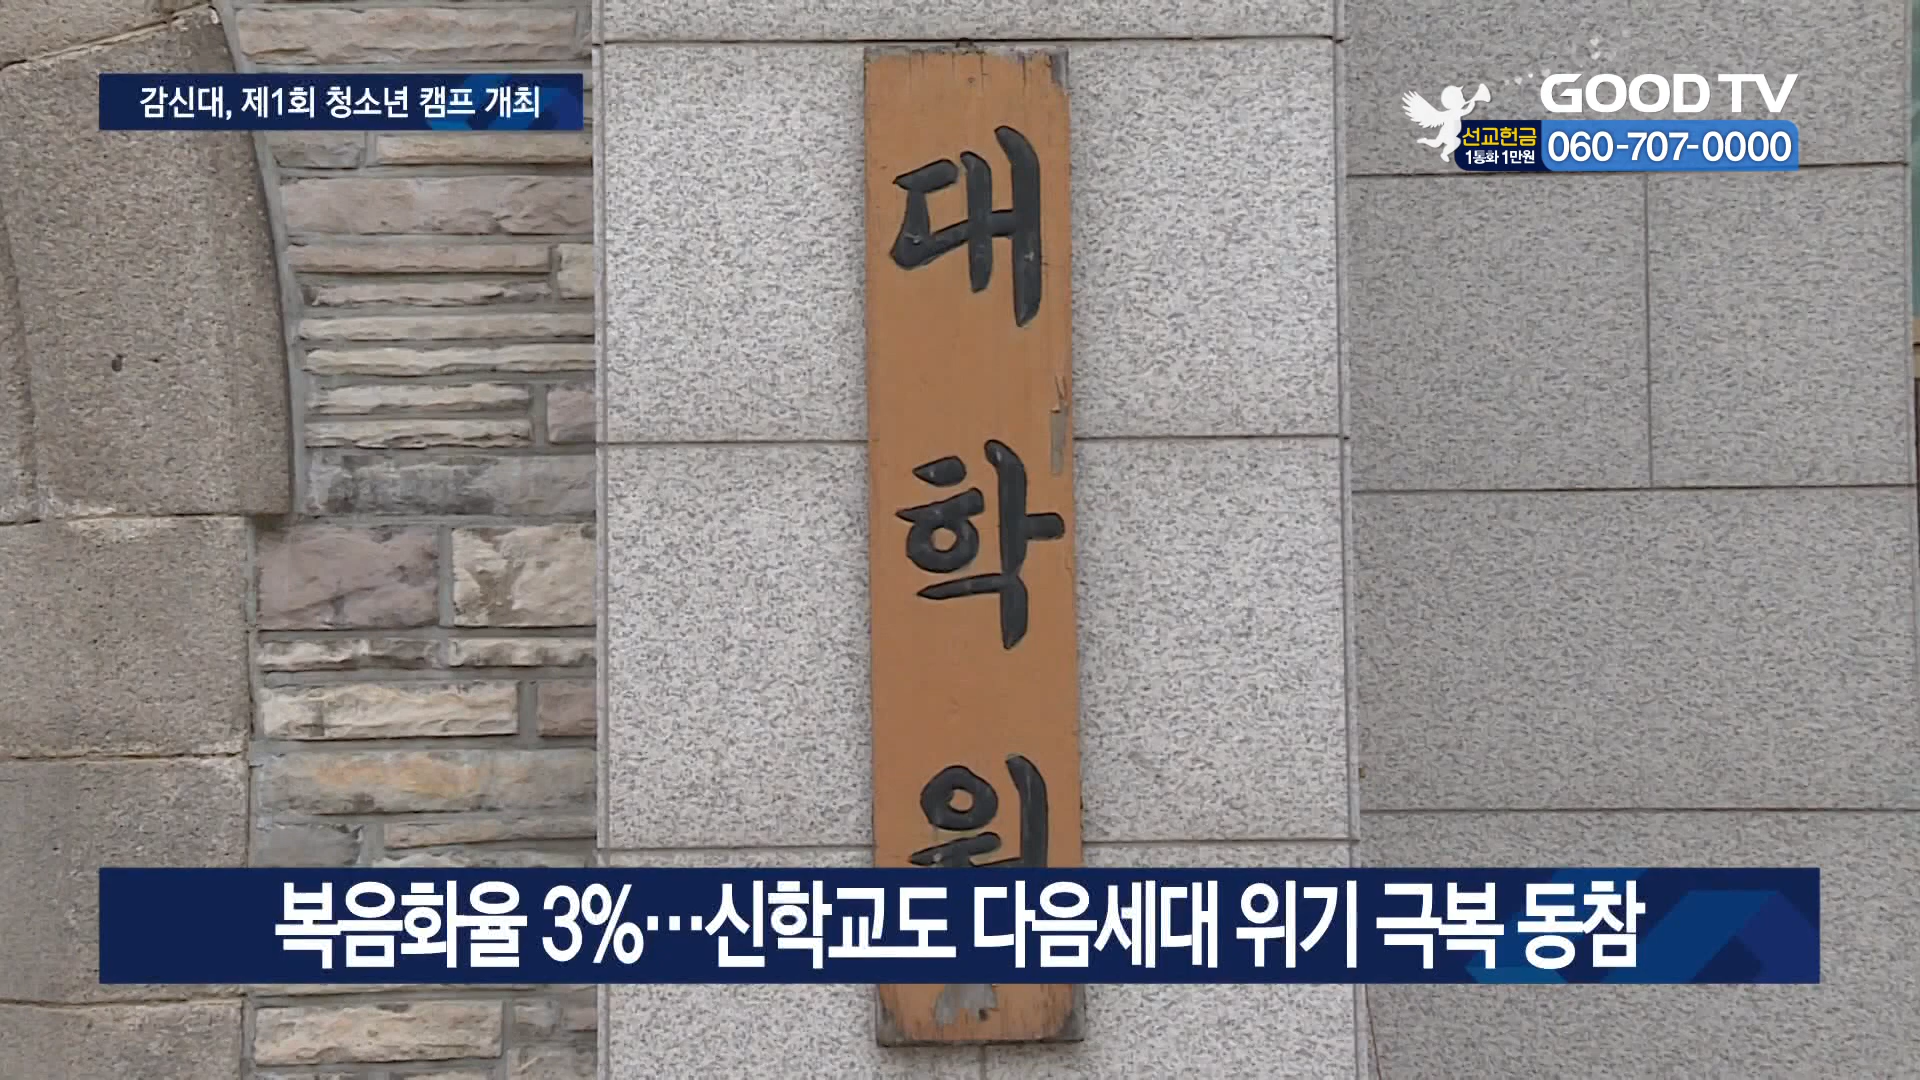 감신대, 제1회 청소년 캠프 개최
GOOD TV
선교헌금
1통화 1만원
060-707-0000
대
학
원
복음화율 3%…신학교도 다음세대 위기 극복 동참